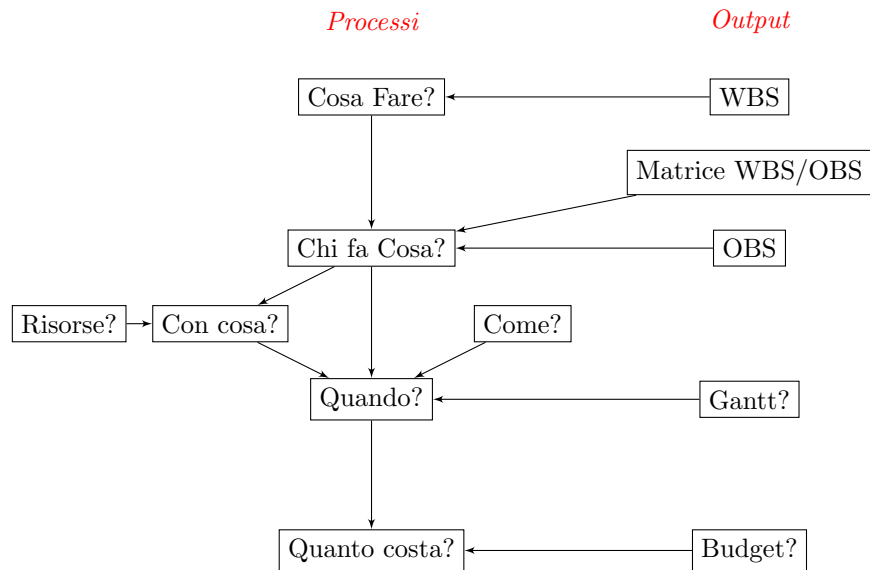 Processi
Output
Cosa Fare?
WBS
Matrice WBS/OBS
Chi fa Cosa?
OBS
Risorse?
Con cosa?
Come?
Quando?
Gantt?
Quanto costa?
Budget?